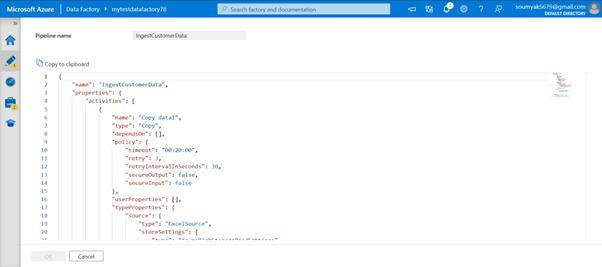 Microsoft Azure
Data Factory
mytestdatafactory78
Search factory and documentation
soumyak5679@gmail.com
DEFAULT DIRECTORY
Pipeline name
IngestCustomerData
Copy to clipboard
1 {
2 "name": "IngestCustomerData",
3 "properties": {
4 "activities": [
5 {
6 "name": "Copy data1",
7 "type": "Copy",
8 "dependsOn": [],
9 "policy": {
10 "timeout": "00:20:00",
11 "retry": 3,
12 "retryIntervalInSeconds": 30,
13 "secureOutput": false,
14 "secureInput": false
15 },
16 "userProperties": [],
17 "typeProperties": {
18 "source": {
19 "type": "ExcelSource",
20 "storeSettings": {
21
OK
Cancel